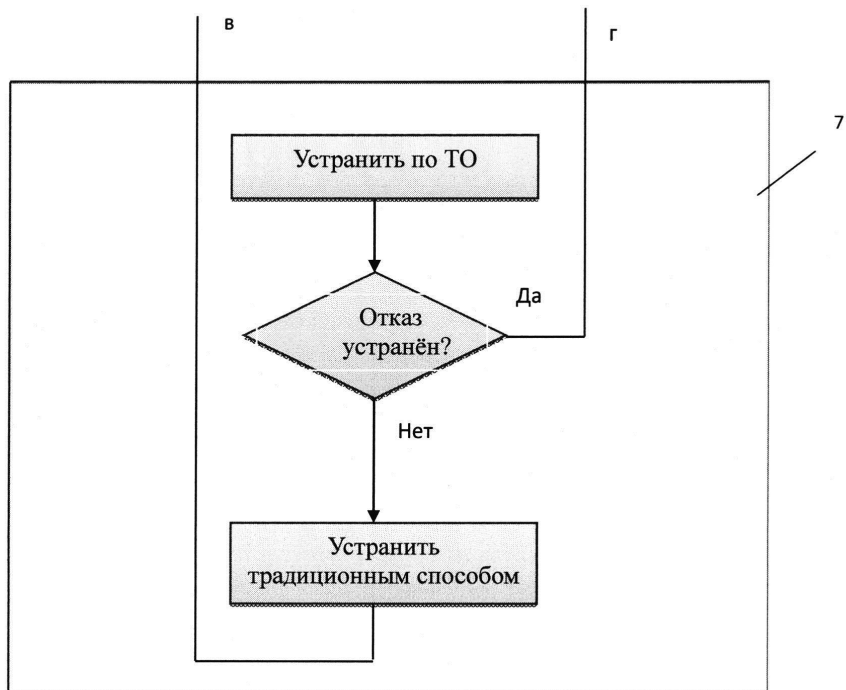 в
г
7
Устранить по ТО
Да
Отказ
устранён?
Нет
Устранить
традиционным способом